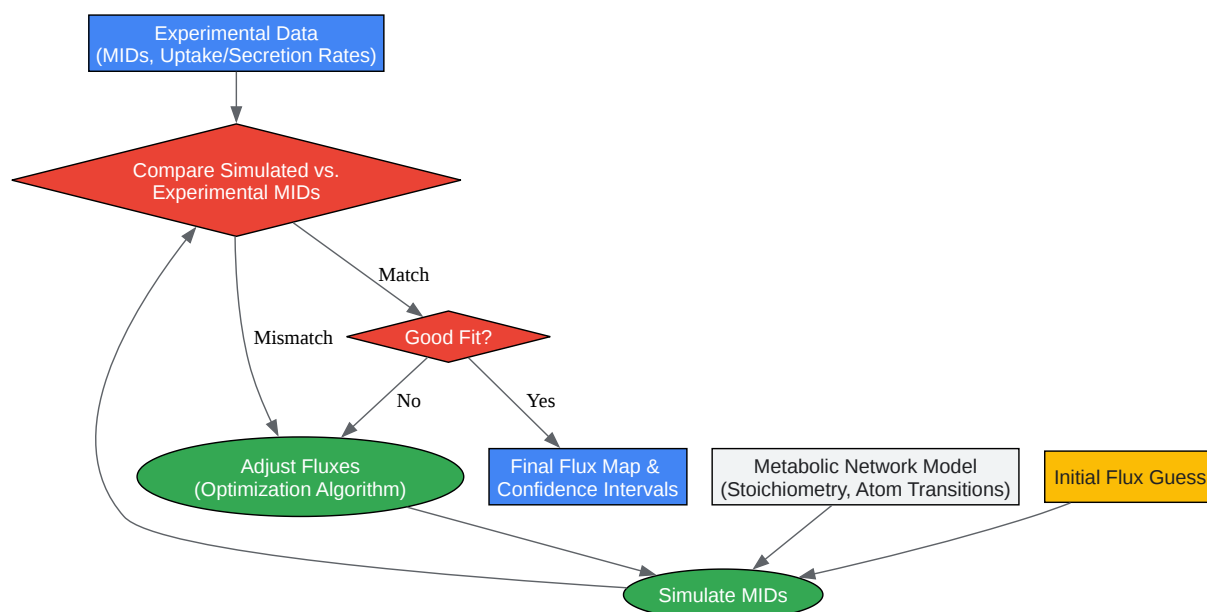 Experimental Data
(MIDs, Uptake/Secretion Rates)
Compare Simulated vs.
Experimental MIDs
Match
Mismatch
Good Fit?
No
Yes
Adjust Fluxes
(Optimization Algorithm)
Final Flux Map &
Confidence Intervals
Metabolic Network Model
(Stoichiometry, Atom Transitions)
Initial Flux Guess
Simulate MIDs